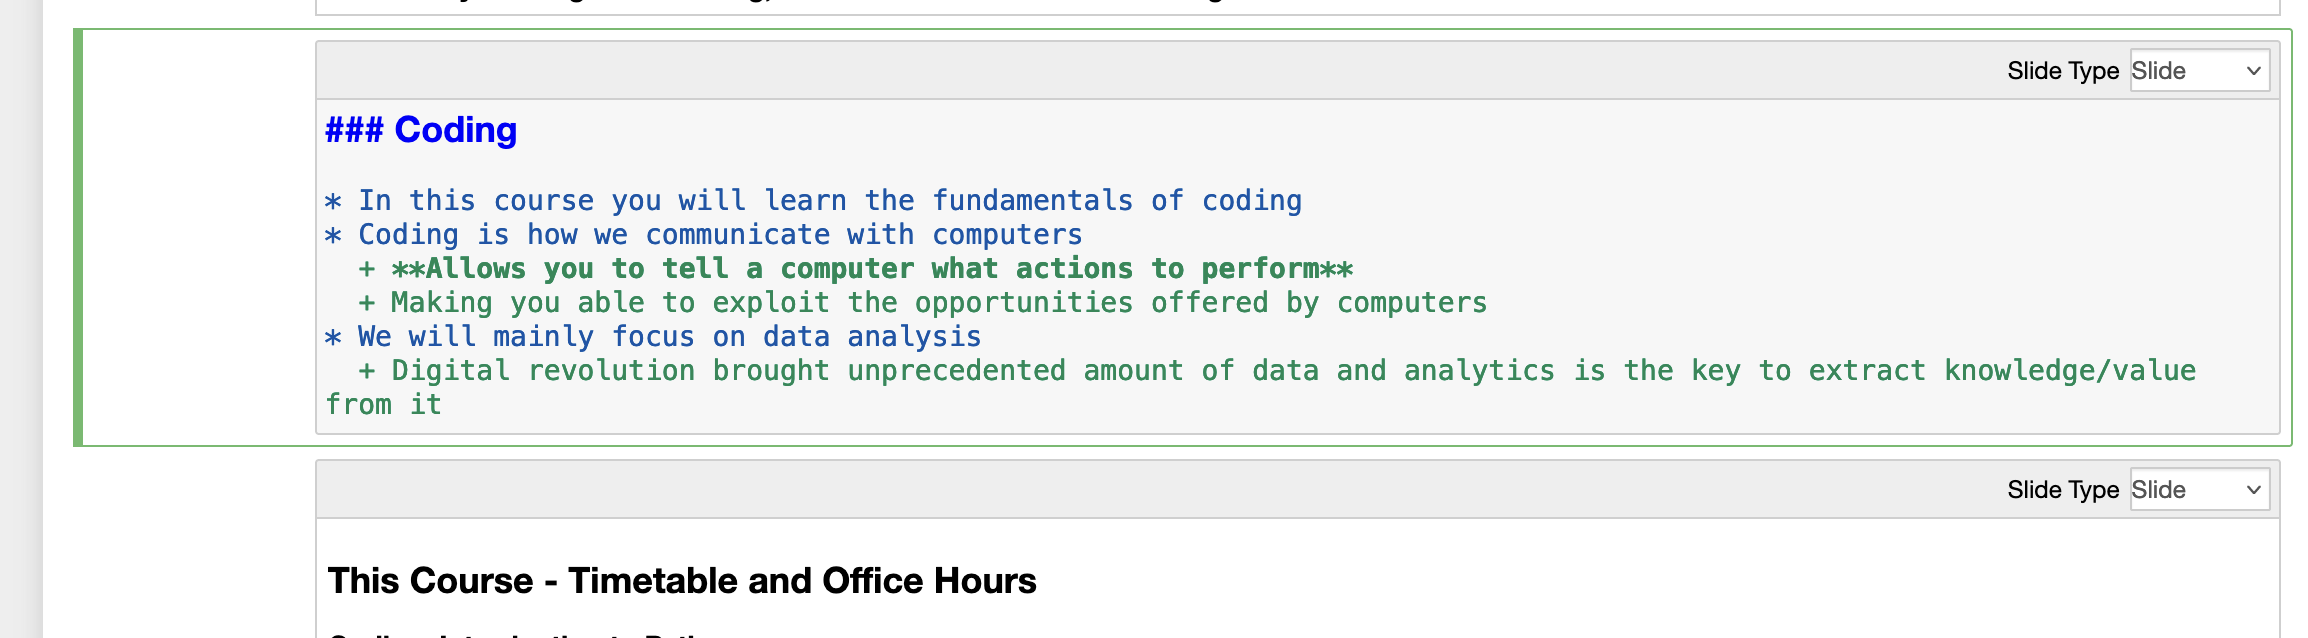 Slide Type Slide
### Coding
* In this course you will learn the fundamentals of coding
* Coding is how we communicate with computers
+ **Allows you to tell a computer what actions to perform**
+ Making you able to exploit the opportunities offered by computers
* We will mainly focus on data analysis
+ Digital revolution brought unprecedented amount of data and analytics is the key to extract knowledge/value
from it
Slide Type Slide
This Course - Timetable and Office Hours